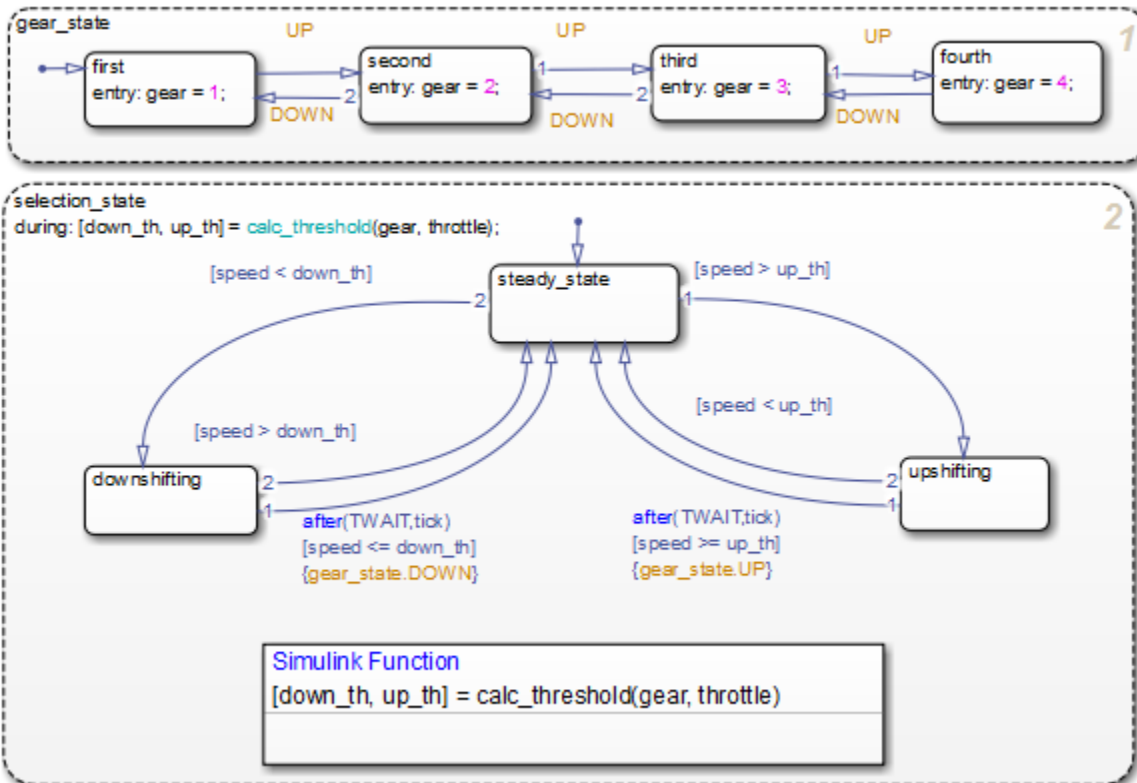 gear_state
1
UP
UP
UP
first
entry: gear = 1;
second
entry: gear = 2;
1
2
third
entry: gear = 3;
1
2
fourth
entry: gear = 4;
DOWN
DOWN
DOWN
selection_state
2
during: [down_th, up_th] = calc_threshold(gear, throttle);
[speed < down_th]
steady_state
[speed > up_th]
2
1
[speed > down_th]
[speed < up_th]
downshifting
2
1
upshifting
2
1
after(TWAIT,tick)
[speed <= down_th]
{gear_state.DOWN}
after(TWAIT,tick)
[speed >= up_th]
{gear_state.UP}
Simulink Function
[down_th, up_th] = calc_threshold(gear, throttle)